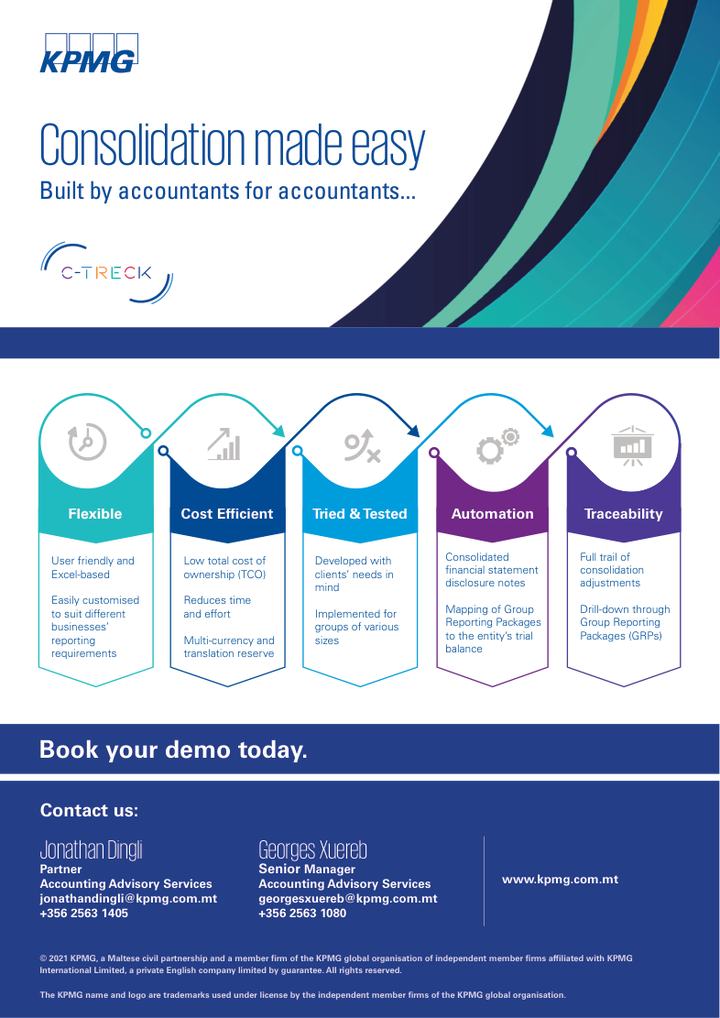 KPMG
Consolidation made easy
Built by accountants for accountants...
C-TRECK
Flexible
User friendly and
Excel-based
Easily customised
to suit different
businesses'
reporting
requirements
Cost Efficient
Low total cost of
ownership (TCO)
Reduces time
and effort
Multi-currency and
translation reserve
Tried & Tested
Developed with
clients' needs in
mind
Implemented for
groups of various
sizes
Automation
Consolidated
financial statement
disclosure notes
Mapping of Group
Reporting Packages
to the entity's trial
balance
Traceability
Full trail of
consolidation
adjustments
Drill-down through
Group Reporting
Packages (GRPs)
Book your demo today.
Contact us:
Jonathan Dingli
Partner
Accounting Advisory Services
jonathandingli@kpmg.com.mt
+356 2563 1405
Georges Xuereb
Senior Manager
Accounting Advisory Services
georgesxuereb@kpmg.com.mt
+356 2563 1080
www.kpmg.com.mt
© 2021 KPMG, a Maltese civil partnership and a member firm of the KPMG global organisation of independent member firms affiliated with KPMG
International Limited, a private English company limited by guarantee. All rights reserved.
The KPMG name and logo are trademarks used under license by the independent member firms of the KPMG global organisation.